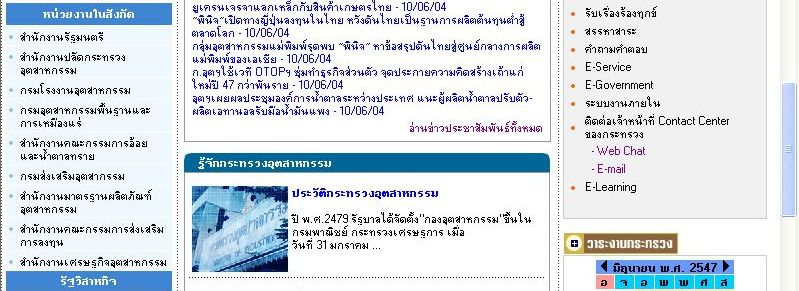 หน่วยงานในสังกัด
สำนักงานรัฐมนตรี
สำนักงานปลัดกระทรวง
อุตสาหกรรม
กรมโรงงานอุตสาหกรรม
กรมอุตสาหกรรมพื้นฐานและ
การเหมืองแร่
สำนักงานคณะกรรมการอ้อย
และน้ำตาลทราย
กรมส่งเสริมอุตสาหกรรม
สำนักงานมาตรฐานผลิตภัณฑ์
อุตสาหกรรม
สำนักงานคณะกรรมการส่งเสริม
การลงทุน
สำนักงานเศรษฐกิจอุตสาหกรรม
รัฐวิสาหกิจ
ยูเครนเจรจาแลกเหล็กกับสินค้าเกษตรไทย - 10/06/04
"พินิจ"เปิดทางญี่ปุ่นลงทุนในไทย หวังดันไทยเป็นฐานการผลิตต้นทุนต่ำสู้
ตลาดโลก - 10/06/04
กลุ่มอุตสาหกรรมแม่พิมพ์รุดพบ "พินิจ" หาข้อสรุปดันไทยสู่ศูนย์กลางการผลิต
แม่พิมพ์ของเอเชีย - 10/06/04
ก.อุตฯใช้เวที OTOPฯ ชุมทำธุรกิจส่วนตัว จุดประกายความคิดสร้างเถ้าแก่
ใหม่ปี 47 กว่าพันราย - 10/06/04
อุตฯเผยผลประชุมองค์การน้ำตาลระหว่างประเทศ แนะผู้ผลิตน้ำตาลปรับตัว-
ผลิตเอทานอลรับมือน้ำมันแพง - 10/06/04
อ่านข่าวประชาสัมพันธ์ทั้งหมด
รู้จักกระทรวงอุตสาหกรรม
ประวัติกระทรวงอุตสาหกรรม
ปี พ.ศ.2479 รัฐบาลได้จัดตั้ง"กองอุตสาหกรรม"ขึ้นใน
กรมพาณิชย์ กระทรวงเศรษฐการ เมื่อ
วันที่ 31 มกราคม ...
รับเรื่องร้องทุกข์
สรรหาสาระ
คำถามคำตอบ
E-Service
E-Government
ระบบงานภายใน
ติดต่อเจ้าหน้าที่ Contact Center
ของกระทรวง
- Web Chat
- E-mail
E-Learning
วาระงานกระทรวง
มิถุนายน พ.ศ. 2547
อ จ อ พ พ ศ ส